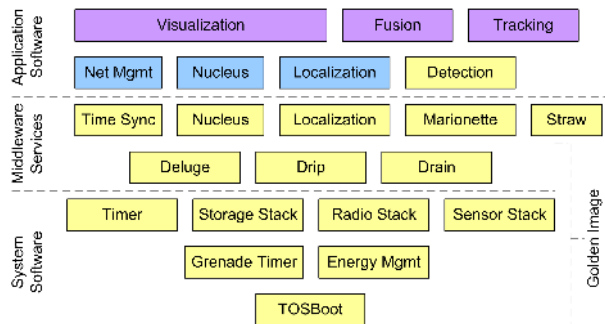 Application
Software
Visualization
Fusion
Tracking
Net Mgmt
Nucleus
Localization
Detection
Middleware
Services
Time Sync
Nucleus
Localization
Marionette
Straw
Deluge
Drip
Drain
System
Software
Timer
Storage Stack
Radio Stack
Sensor Stack
Grenade Timer
Energy Mgmt
TOSBoot
Golden Image